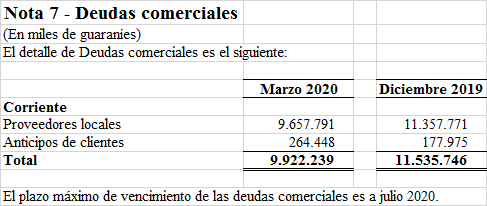 Nota 7 - Deudas comerciales
(En miles de guaranies)
El detalle de Deudas comerciales es el siguiente:
Marzo 2020 Diciembre 2019
Corriente
Proveedores locales 9.657.791 11.357.771
Anticipos de clientes 264.448 177.975
Total 9.922.239 11.535.746
El plazo máximo de vencimiento de las deudas comerciales es a julio 2020.